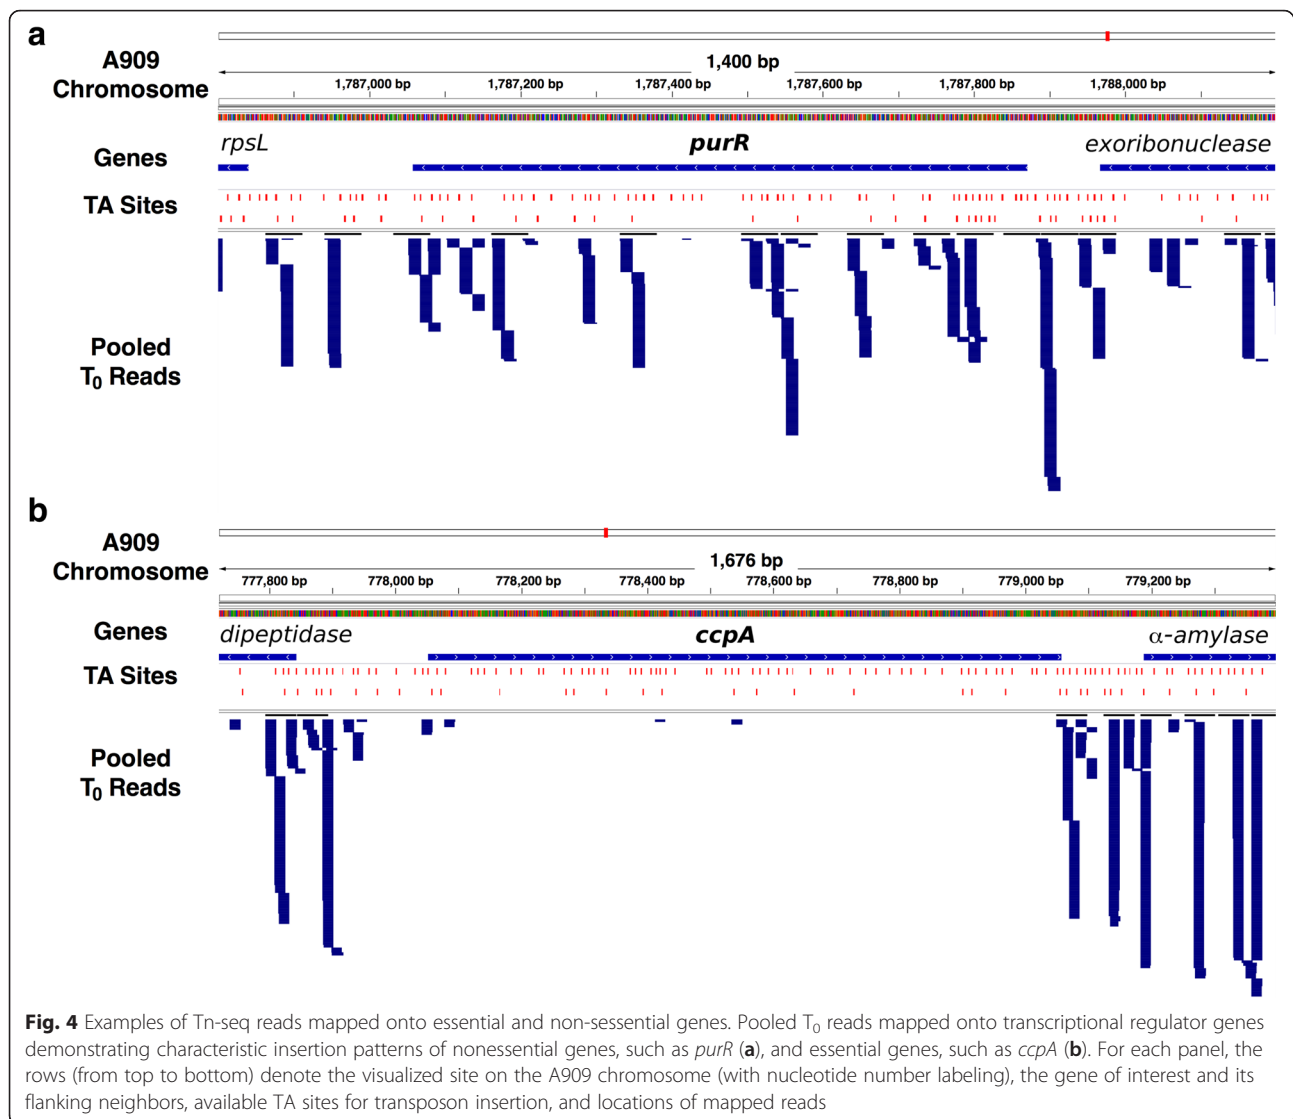 a
A909
Chromosome
1,400 bp
1,787,000 bp 1,787,200 bp 1,787,400 bp 1,787,600 bp 1,787,800 bp 1,788,000 bp
Genes
rpsL purR exoribonuclease
TA Sites
Pooled
T0 Reads
b
A909
Chromosome
1,676 bp
777,800 bp 778,000 bp 778,200 bp 778,400 bp 778,600 bp 778,800 bp 779,000 bp 779,200 bp
Genes
dipeptidase ccpA α-amylase
TA Sites
Pooled
T0 Reads
Fig. 4 Examples of Tn-seq reads mapped onto essential and non-sessential genes. Pooled T0 reads mapped onto transcriptional regulator genes
demonstrating characteristic insertion patterns of nonessential genes, such as purR (a), and essential genes, such as ccpA (b). For each panel, the
rows (from top to bottom) denote the visualized site on the A909 chromosome (with nucleotide number labeling), the gene of interest and its
flanking neighbors, available TA sites for transposon insertion, and locations of mapped reads